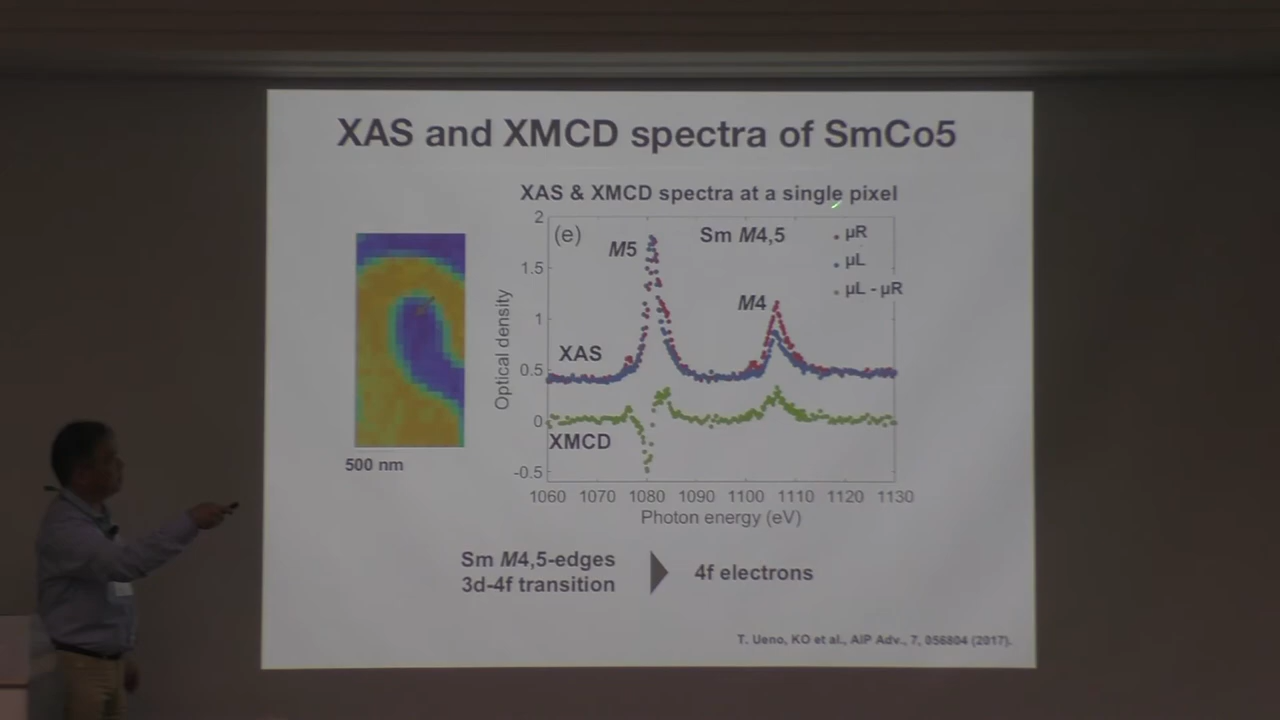 XAS and XMCD spectra of SmCo5
XAS & XMCD spectra at a single pixel
(e)
M5
Sm M4,5
μR
μL
μL - μR
M4
XAS
XMCD
Optical density
2
1.5
1
0.5
0
-0.5
1060 1070 1080 1090 1100 1110 1120 1130
Photon energy (eV)
500 nm
Sm M4,5-edges
3d-4f transition
4f electrons
T. Ueno, KO et al., AIP Adv., 7, 056804 (2017).